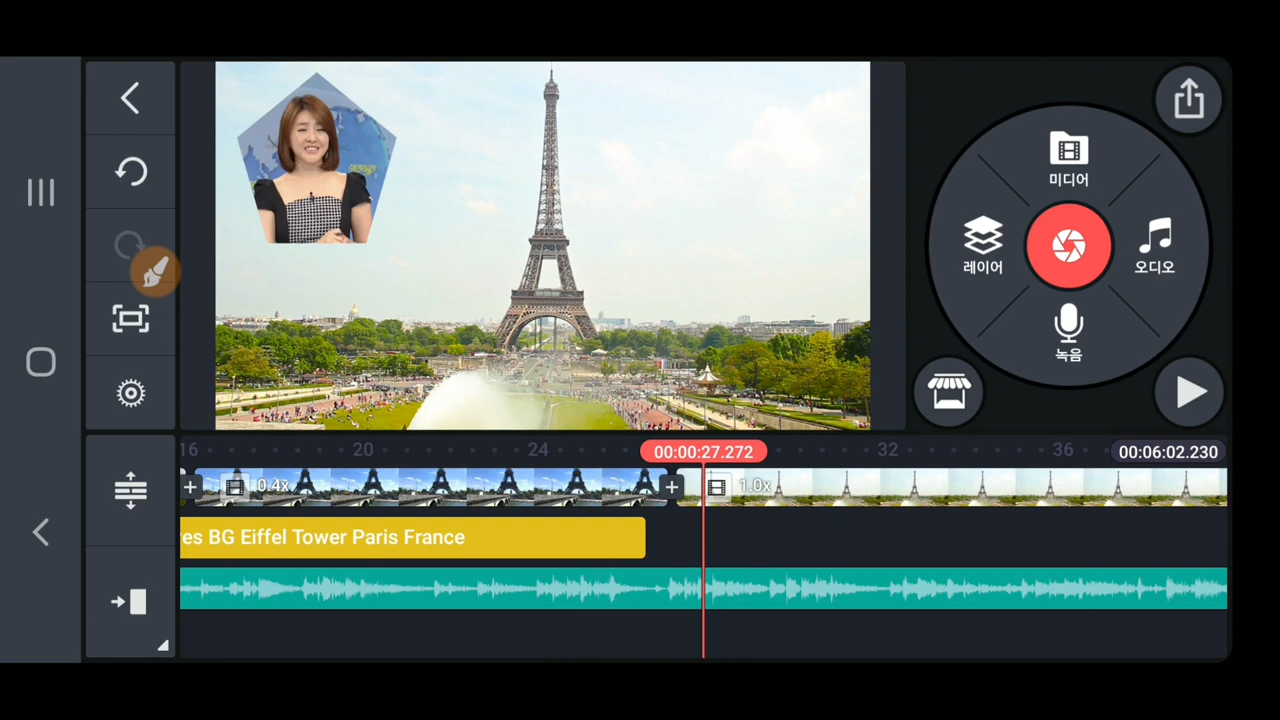 미디어
레이어
오디오
녹음
16
20
24
00:00:27.272
32
36
00:06:02.230
0.4x
1.0x
es BG Eiffel Tower Paris France